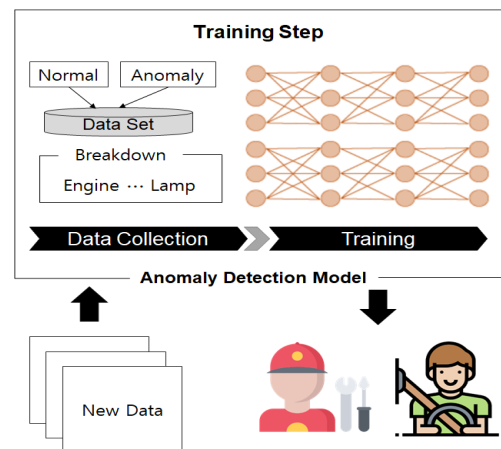 Training Step
Normal Anomaly
Data Set
Breakdown
Engine ··· Lamp
Data Collection Training
Anomaly Detection Model
New Data